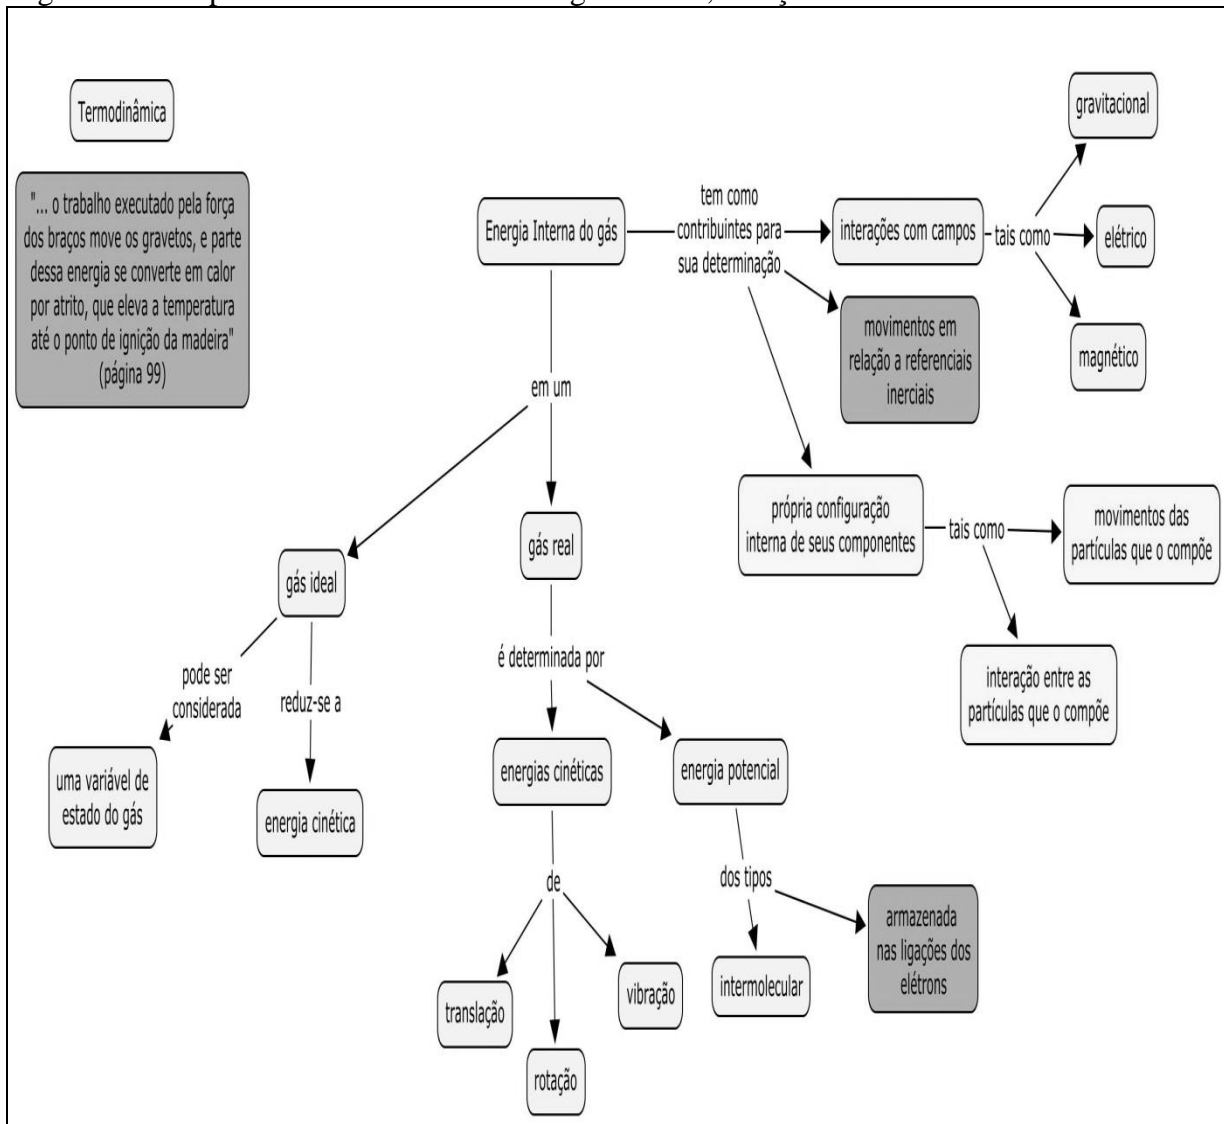 Termodinâmica
"... o trabalho executado pela força
dos braços move os gravetos, e parte
dessa energia se converte em calor
por atrito, que eleva a temperatura
até o ponto de ignição da madeira"
(página 99)
Energia Interna do gás
tem como
contribuintes para
sua determinação
interações com campos
tais como
gravitacional
elétrico
magnético
movimentos em
relação a referenciais
inerciais
própria configuração
interna de seus componentes
tais como
movimentos das
partículas que o compõe
interação entre as
partículas que o compõe
em um
gás ideal
pode ser
considerada
uma variável de
estado do gás
reduz-se a
energia cinética
gás real
é determinada por
energias cinéticas
de
translação
rotação
vibração
energia potencial
dos tipos
intermolecular
armazenada
nas ligações dos
elétrons